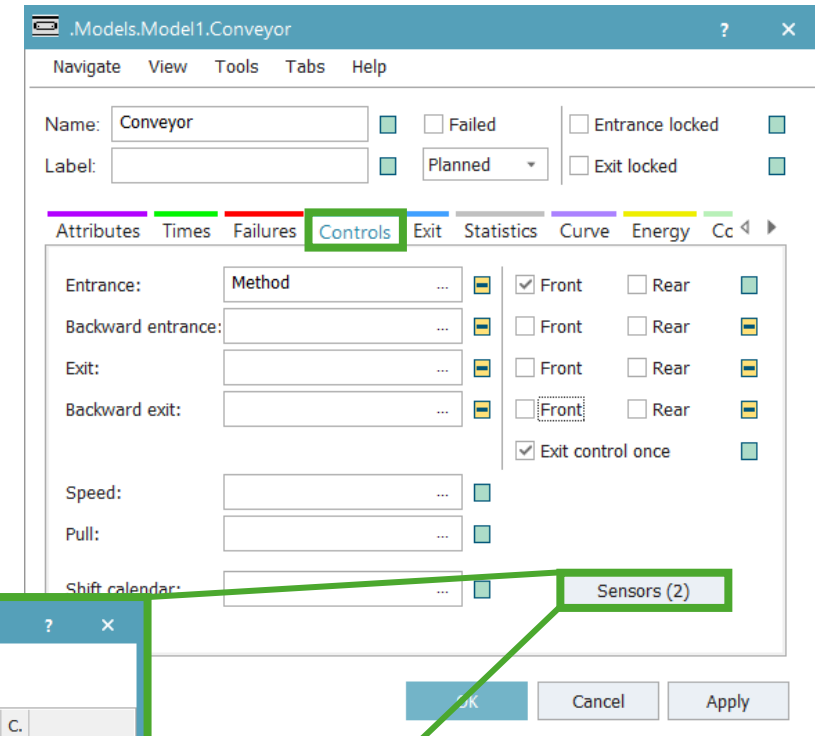 .Models.Model1.Conveyor ? ×
Navigate View Tools Tabs Help
Name: Conveyor Failed Entrance locked
Label: Planned Exit locked
Attributes Times Failures Controls Exit Statistics Curve Energy Cc
Entrance: Method ... Front Rear
Backward entrance: ... Front Rear
Exit: ... Front Rear
Backward exit: ... Front Rear
Exit control once
Speed: ...
Pull: ...
Shift calendar: ... Sensors (2)
? ×
OK Cancel Apply
C.